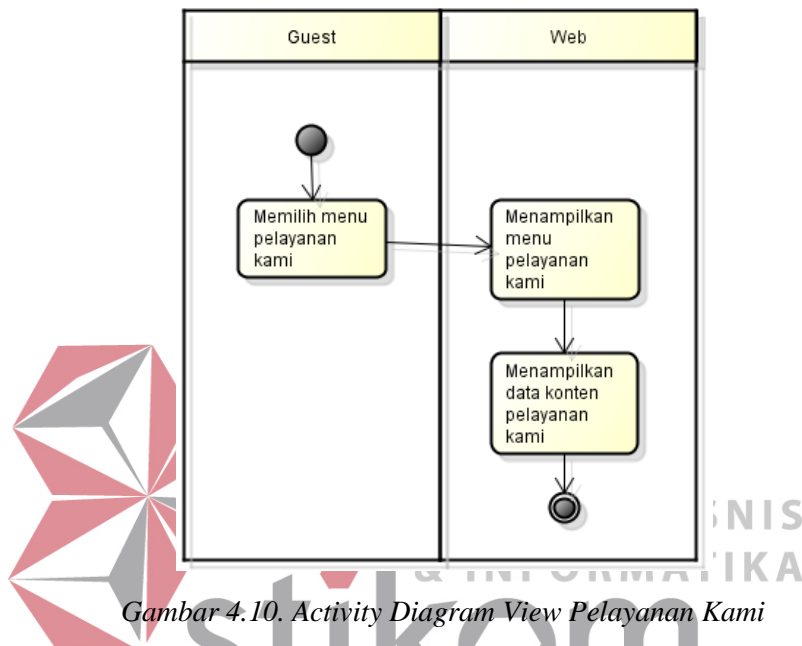 Guest
Web
Memilih menu
pelayanan
kami
Menampilkan
menu
pelayanan
kami
Menampilkan
data konten
pelayanan
kami
SNIS
& INFORMATIKA
Gambar 4.10. Activity Diagram View Pelayanan Kami
stikom